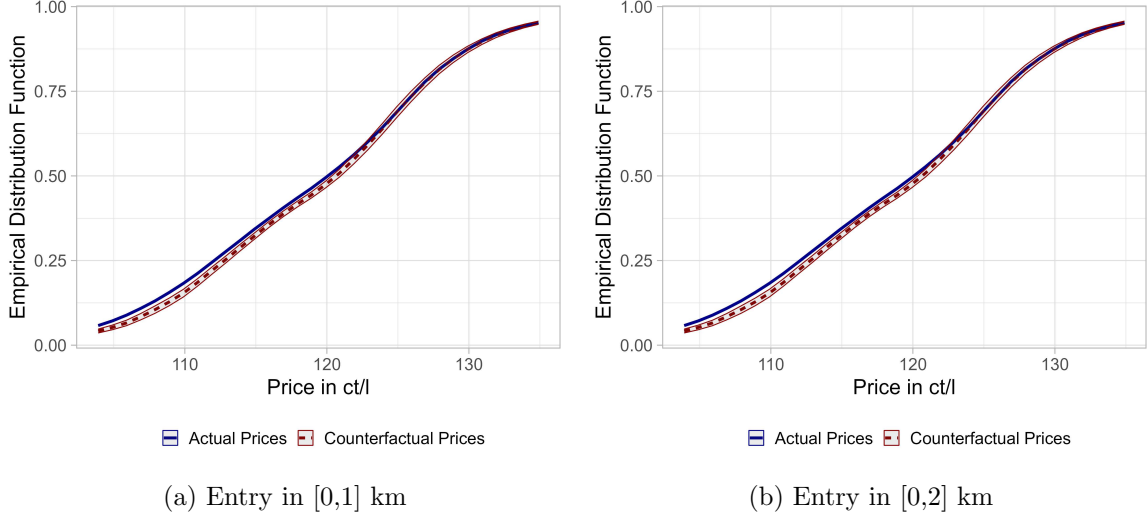 1.00
0.75
0.50
0.25
0.00
Empirical Distribution Function
110 120 130
Price in ct/l
Actual Prices Counterfactual Prices
(a) Entry in [0,1] km
1.00
0.75
0.50
0.25
0.00
Empirical Distribution Function
110 120 130
Price in ct/l
Actual Prices Counterfactual Prices
(b) Entry in [0,2] km